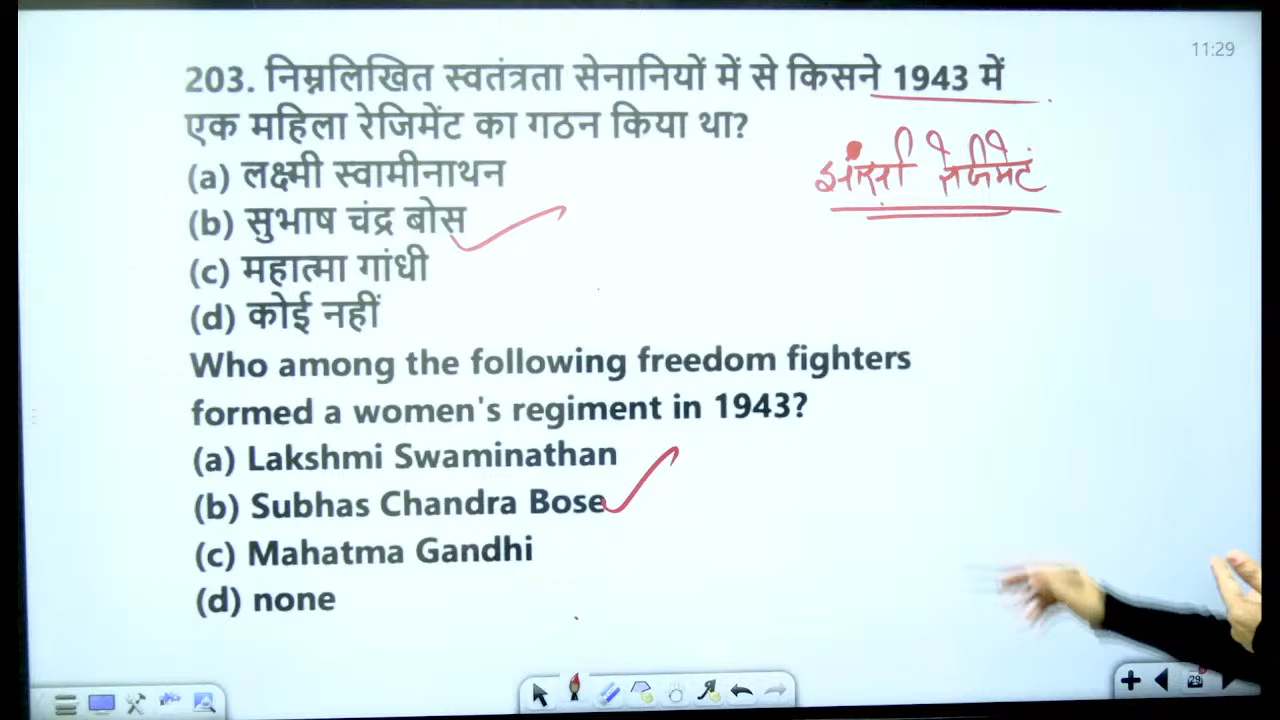 11:29
203. निम्नलिखित स्वतंत्रता सेनानियों में से किसने 1943 में
एक महिला रेजिमेंट का गठन किया था?
झांसी रेजीमेंट
(a) लक्ष्मी स्वामीनाथन
(b) सुभाष चंद्र बोस
(c) महात्मा गांधी
(d) कोई नहीं
Who among the following freedom fighters
formed a women's regiment in 1943?
(a) Lakshmi Swaminathan
(b) Subhas Chandra Bose
(c) Mahatma Gandhi
(d) none
29